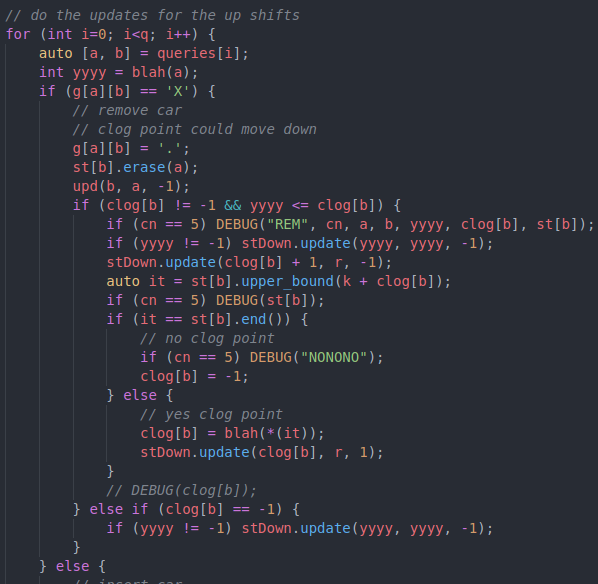 // do the updates for the up shifts
for (int i=0; i<q; i++) {
    auto [a, b] = queries[i];
    int yyyy = blah(a);
    if (g[a][b] == 'X') {
        // remove car
        // clog point could move down
        g[a][b] = '.';
        st[b].erase(a);
        upd(b, a, -1);
        if (clog[b] != -1 && yyyy <= clog[b]) {
            if (cn == 5) DEBUG("REM", cn, a, b, yyyy, clog[b], st[b]);
            if (yyyy != -1) stDown.update(yyyy, yyyy, -1);
            stDown.update(clog[b] + 1, r, -1);
            auto it = st[b].upper_bound(k + clog[b]);
            if (cn == 5) DEBUG(st[b]);
            if (it == st[b].end()) {
                // no clog point
                if (cn == 5) DEBUG("NONONO");
                clog[b] = -1;
            } else {
                // yes clog point
                clog[b] = blah(*(it));
                stDown.update(clog[b], r, 1);
            }
            // DEBUG(clog[b]);
        } else if (clog[b] == -1) {
            if (yyyy != -1) stDown.update(yyyy, yyyy, -1);
        }
    } else {
        // insert car